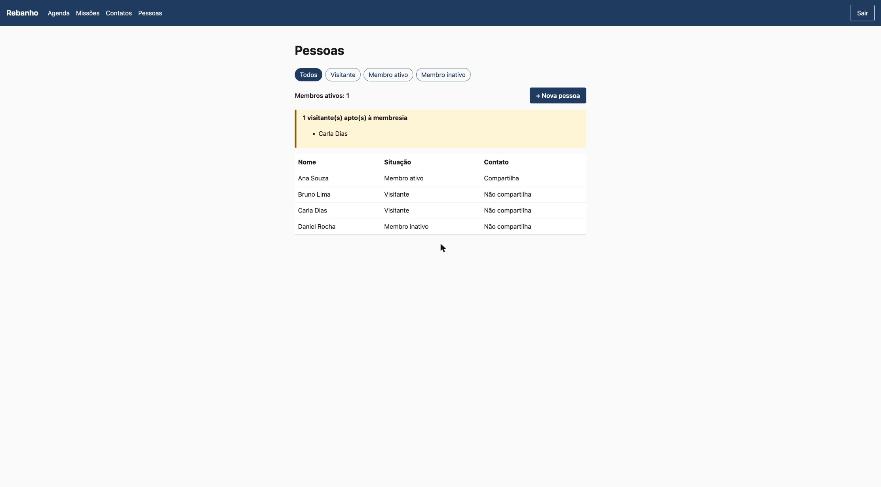 Rebanho Agenda Missões Contatos Pessoas Sair
Pessoas
Todos Visitante Membro ativo Membro inativo
Membros ativos: 1 + Nova pessoa
1 visitante(s) apto(s) à membresia
• Carla Dias
Nome Situação Contato
Ana Souza Membro ativo Compartilha
Bruno Lima Visitante Não compartilha
Carla Dias Visitante Não compartilha
Daniel Rocha Membro inativo Não compartilha